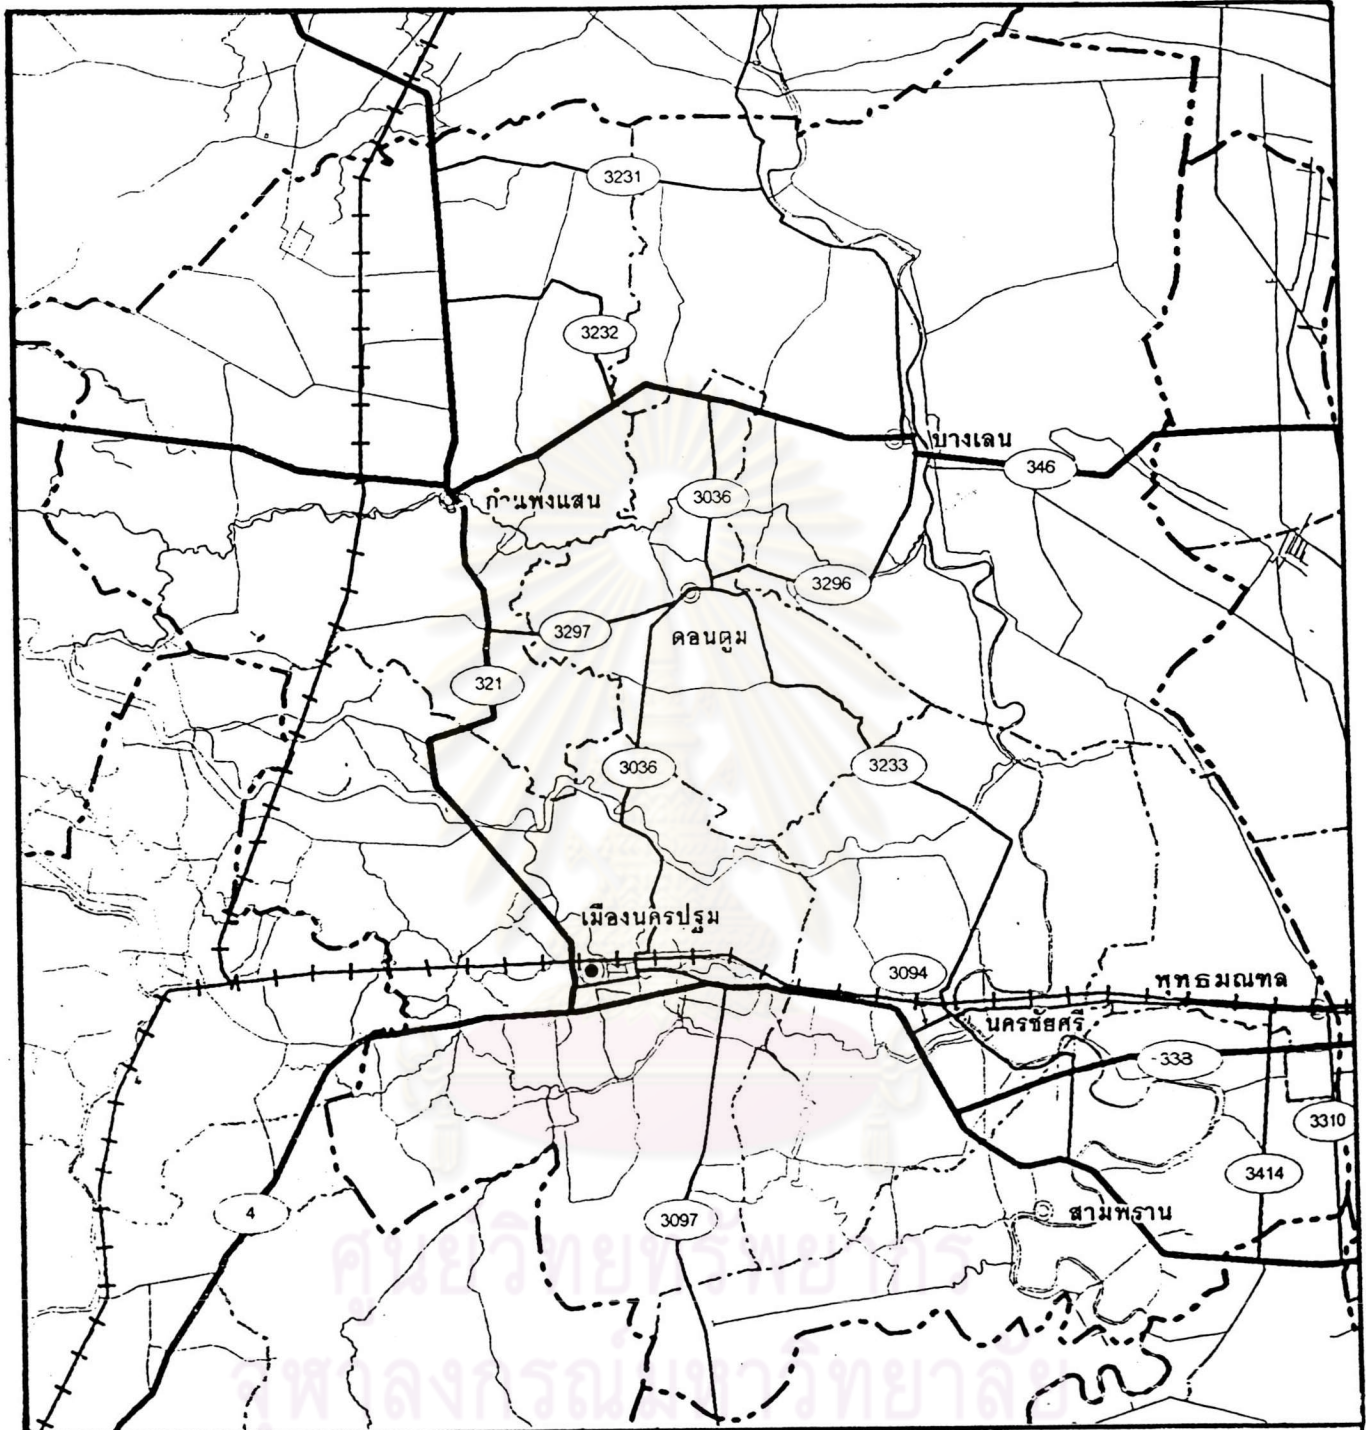 3231
3232
บางเลน
346
กำแพงแสน
3036
3296
3297
ดอนตูม
321
3036
3233
เมืองนครปฐม
3094
พุทธมณฑล
นครชัยศรี
338
3310
3414
4
3097
สามพราน
ศูนย์วิทยทรัพยากร
จุฬาลงกรณ์มหาวิทยาลัย